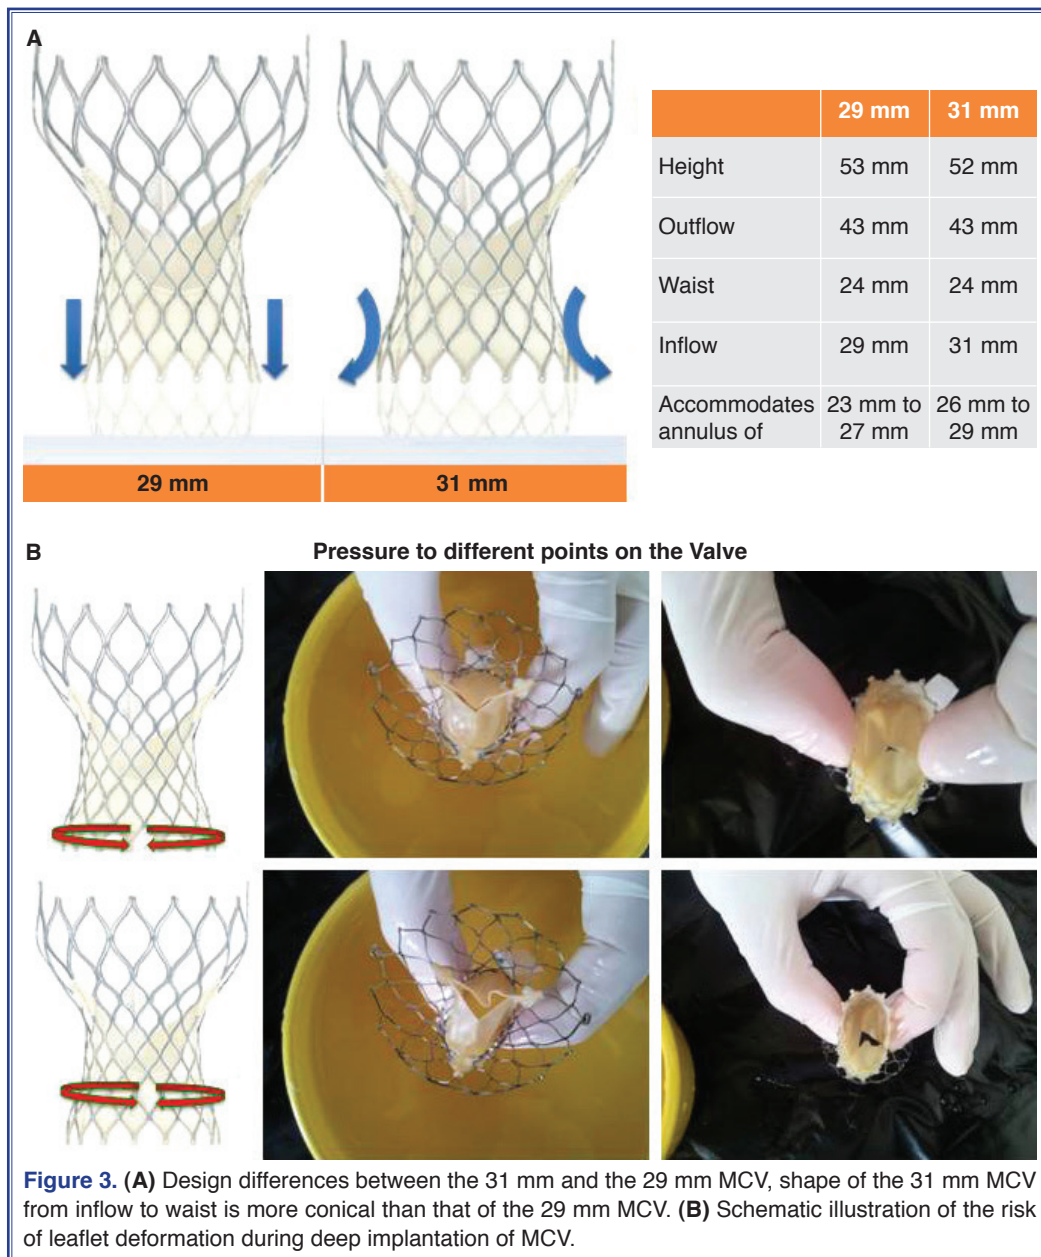 A
29 mm 31 mm
Height 53 mm 52 mm
Outflow 43 mm 43 mm
Waist 24 mm 24 mm
Inflow 29 mm 31 mm
Accommodates 23 mm to 26 mm to
annulus of 27 mm 29 mm
29 mm 31 mm
B Pressure to different points on the Valve
Figure 3. (A) Design differences between the 31 mm and the 29 mm MCV, shape of the 31 mm MCV
from inflow to waist is more conical than that of the 29 mm MCV. (B) Schematic illustration of the risk
of leaflet deformation during deep implantation of MCV.